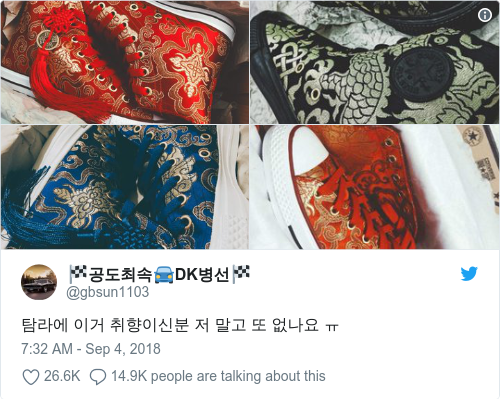 🏁공도최속🚘DK병선🏁
@gbsun1103
탐라에 이거 취향이신분 저 말고 또 없나요 ㅠ
7:32 AM - Sep 4, 2018
26.6K 14.9K people are talking about this